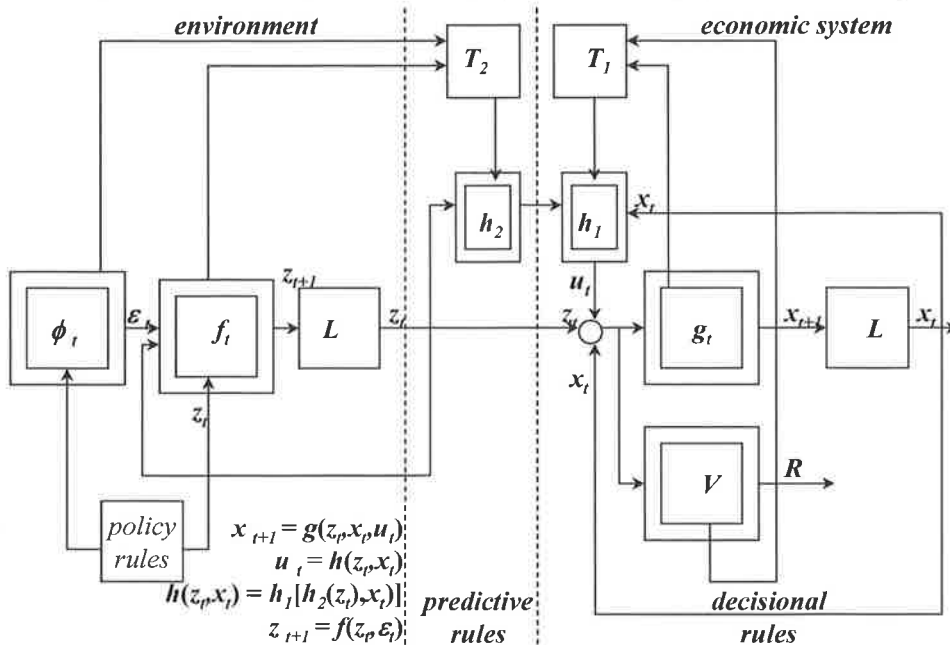 environment
economic system
T₂
T₁
h₂
h₁
xₜ
uₜ
ϕₜ
εₜ
fₜ
zₜ₊₁
L
zₜ
zₜ
gₜ
xₜ₊₁
L
xₜ
xₜ
zₜ
V
R
policy
rules
xₜ₊₁ = g(zₜ,xₜ,uₜ)
uₜ = h(zₜ,xₜ)
h(zₜ,xₜ) = h₁[h₂(zₜ),xₜ)]
zₜ₊₁ = f(zₜ,εₜ)
predictive
rules
decisional
rules